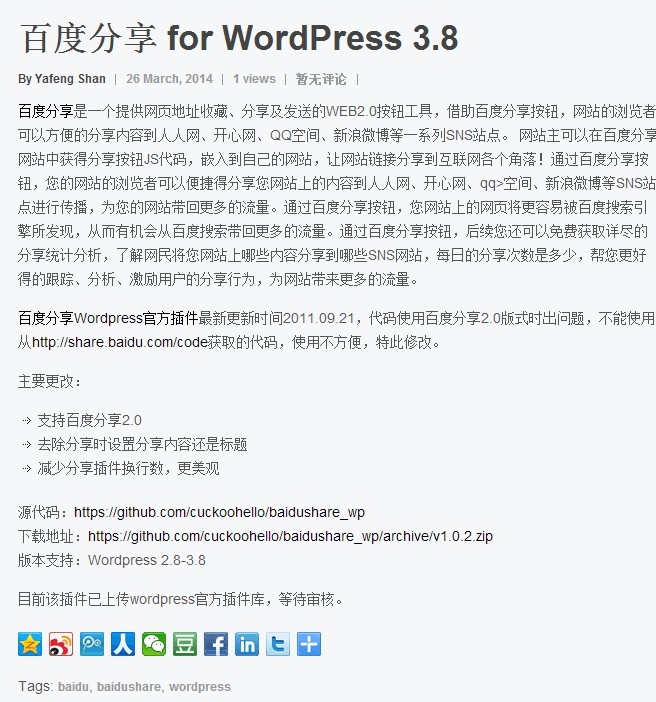 百度分享 for WordPress 3.8
By Yafeng Shan | 26 March, 2014 | 1 views | 暂无评论 |
百度分享是一个提供网页地址收藏、分享及发送的WEB2.0按钮工具，借助百度分享按钮，网站的浏览者
可以方便的分享内容到人人网、开心网、QQ空间、新浪微博等一系列SNS站点。 网站主可以在百度分享
网站中获得分享按钮JS代码，嵌入到自己的网站，让网站链接分享到互联网各个角落！通过百度分享按
钮，您的网站的浏览者可以便捷得分享您网站上的内容到人人网、开心网、qq>空间、新浪微博等SNS站
点进行传播，为您的网站带回更多的流量。通过百度分享按钮，您网站上的网页将更容易被百度搜索引
擎所发现，从而有机会从百度搜索带回更多的流量。通过百度分享按钮，后续您还可以免费获取详尽的
分享统计分析，了解网民将您网站上哪些内容分享到哪些SNS网站，每日的分享次数是多少，帮您更好
得的跟踪、分析、激励用户的分享行为，为网站带来更多的流量。
百度分享Wordpress官方插件最新更新时间2011.09.21，代码使用百度分享2.0版式时出问题，不能使用
从http://share.baidu.com/code获取的代码，使用不方便，特此修改。
主要更改：
支持百度分享2.0
去除分享时设置分享内容还是标题
减少分享插件换行数，更美观
源代码：https://github.com/cuckoohello/baidushare_wp
下载地址：https://github.com/cuckoohello/baidushare_wp/archive/v1.0.2.zip
版本支持：Wordpress 2.8-3.8
目前该插件已上传wordpress官方插件库，等待审核。
人 豆 f in t
Tags: baidu, baidushare, wordpress